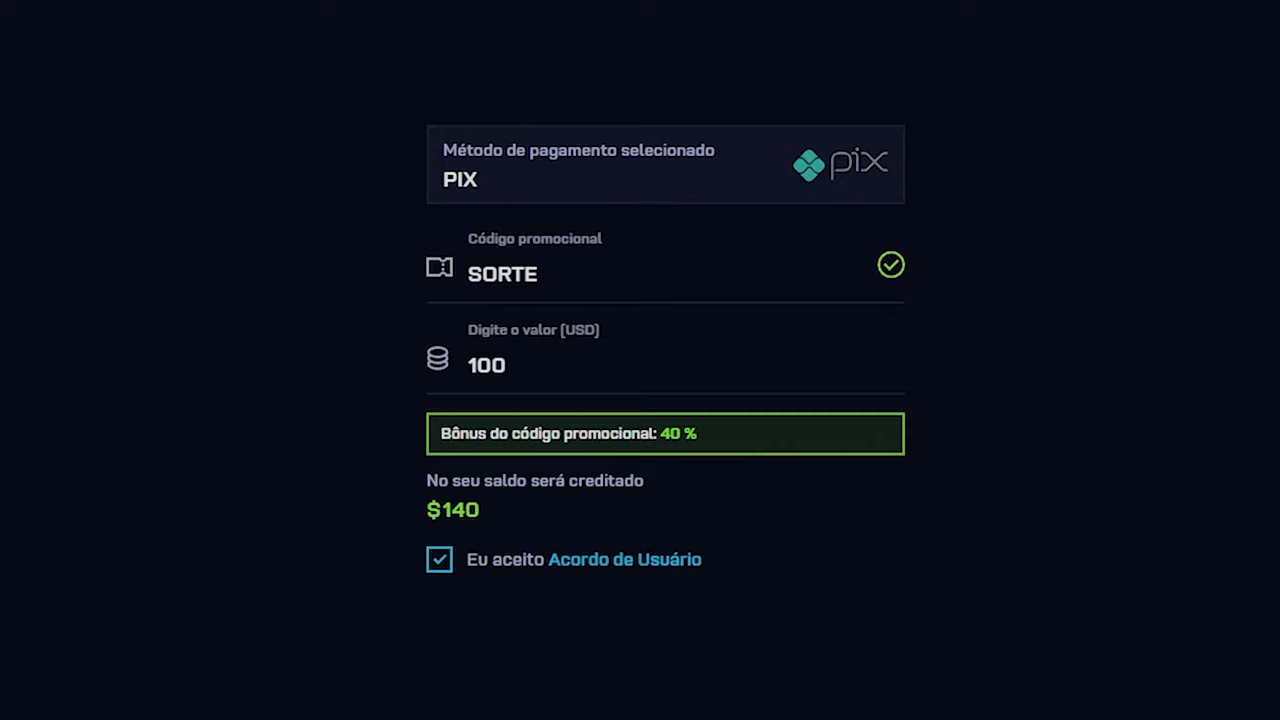 Método de pagamento selecionado
PIX
pix
Código promocional
SORTE
Digite o valor (USD)
100
Bônus do código promocional: 40 %
No seu saldo será creditado
$140
Eu aceito Acordo de Usuário